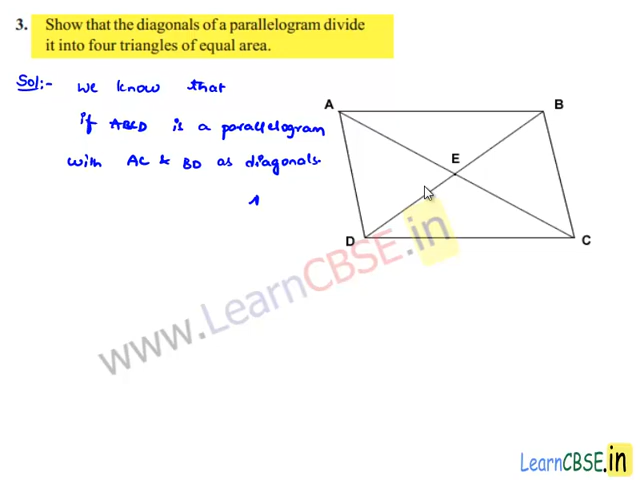 3. Show that the diagonals of a parallelogram divide
it into four triangles of equal area.
Sol:- We know that
if ABCD is a parallelogram
with AC & BD as diagonals.
A
B
E
D
C
www.LearnCBSE.in
LearnCBSE.in